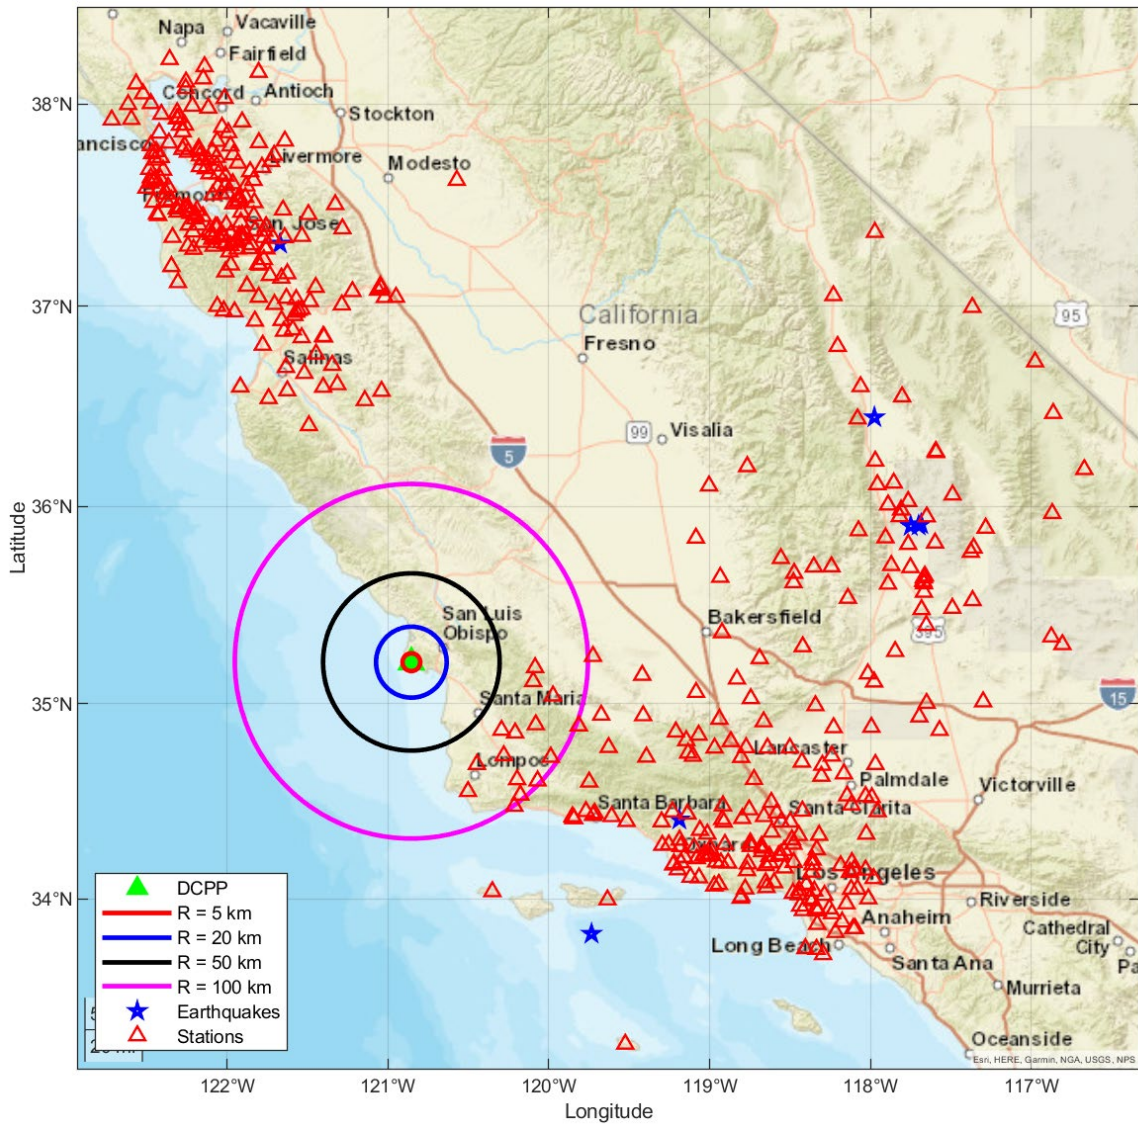 Napa
Vacaville
Fairfield
Concord
Antioch
Stockton
ancisco
Livermore
Modesto
Fremont
San Jose
Salinas
California
Fresno
95
99
Visalia
5
San Luis
Obispo
Bakersfield
395
Santa Maria
15
Lompoc
Lancaster
Palmdale
Victorville
Santa Barbara
Santa Clarita
Oxnard
Los Angeles
Riverside
Anaheim
Cathedral
City
Long Beach
Santa Ana
Pa
Murrieta
Oceanside
Esri, HERE, Garmin, NGA, USGS, NPS
38°N
37°N
36°N
35°N
34°N
Latitude
122°W
121°W
120°W
119°W
118°W
117°W
Longitude
DCPP
R = 5 km
R = 20 km
R = 50 km
R = 100 km
Earthquakes
Stations